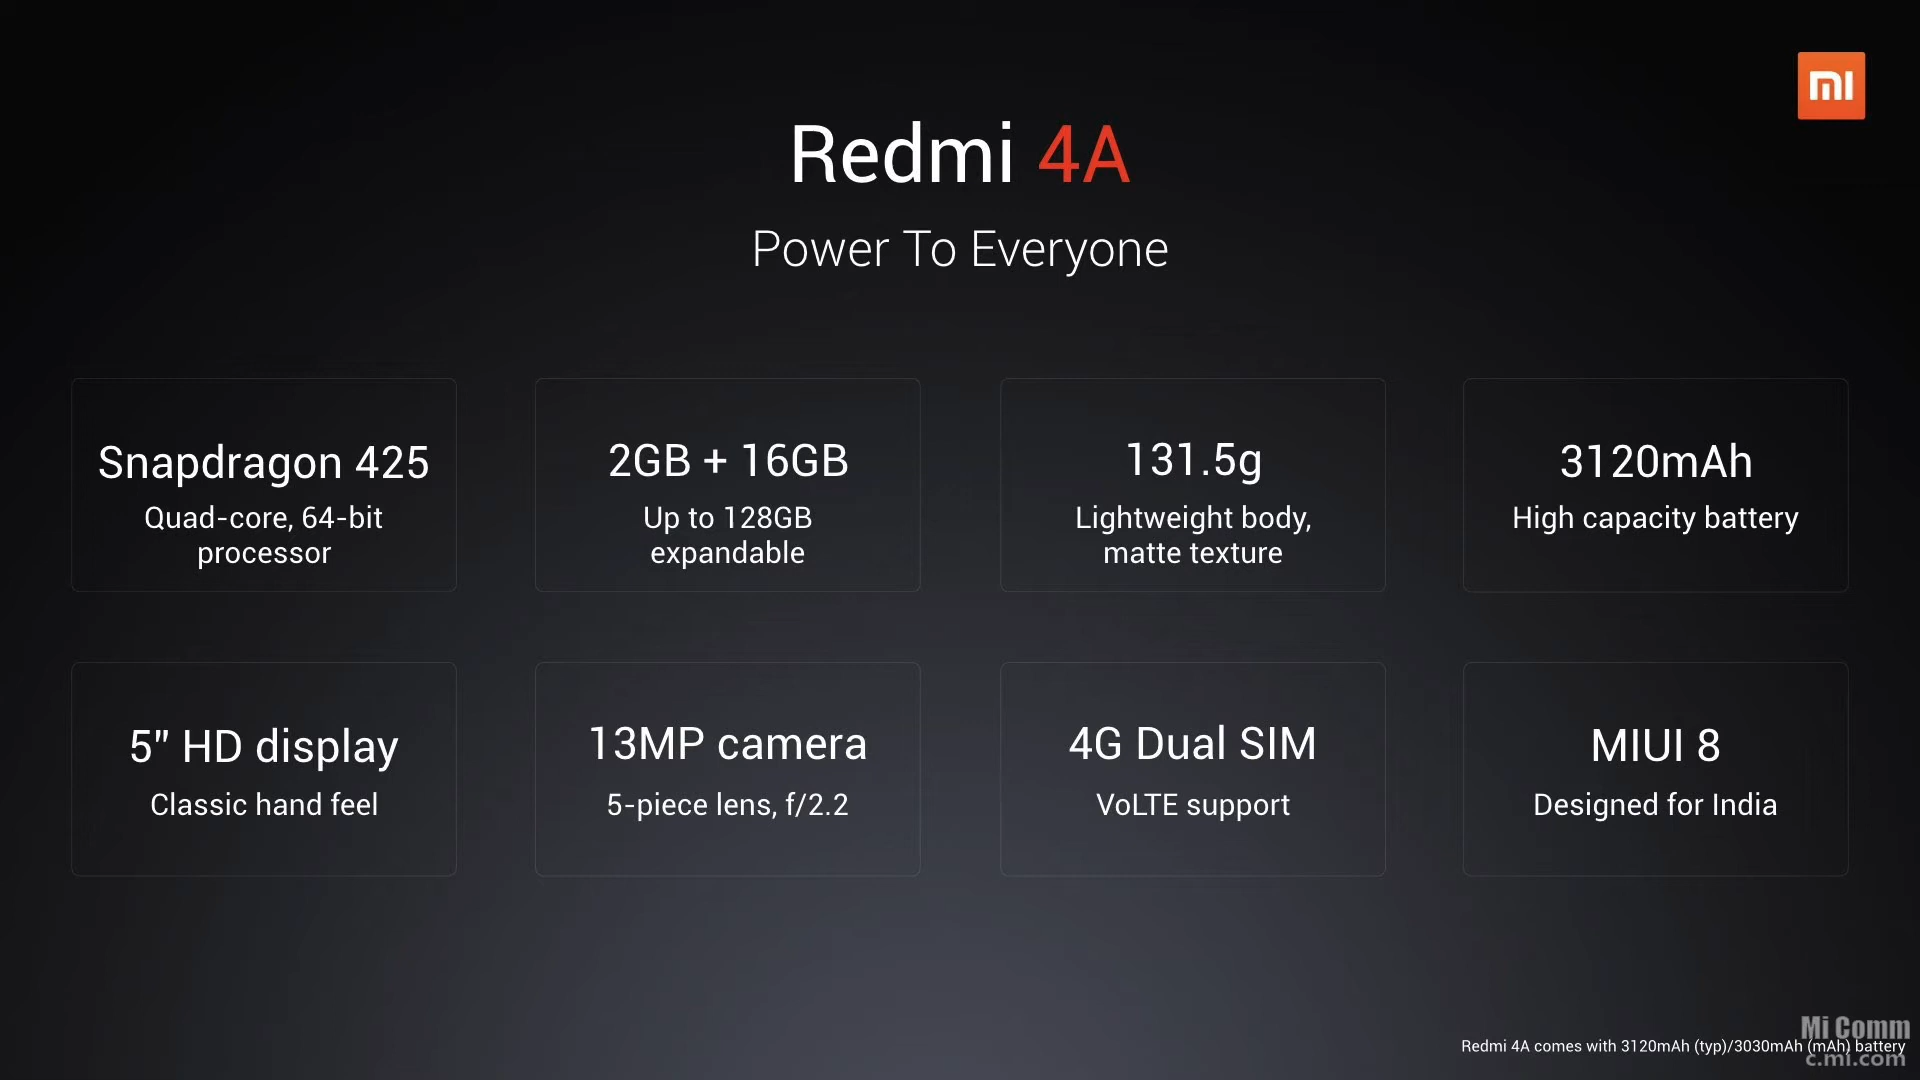 mi
Redmi 4A
Power To Everyone
Snapdragon 425
Quad-core, 64-bit
processor
2GB + 16GB
Up to 128GB
expandable
131.5g
Lightweight body,
matte texture
3120mAh
High capacity battery
5" HD display
Classic hand feel
13MP camera
5-piece lens, f/2.2
4G Dual SIM
VoLTE support
MIUI 8
Designed for India
Mi Comm
Redmi 4A comes with 3120mAh (typ)/3030mAh (mAh) battery
c.mi.com